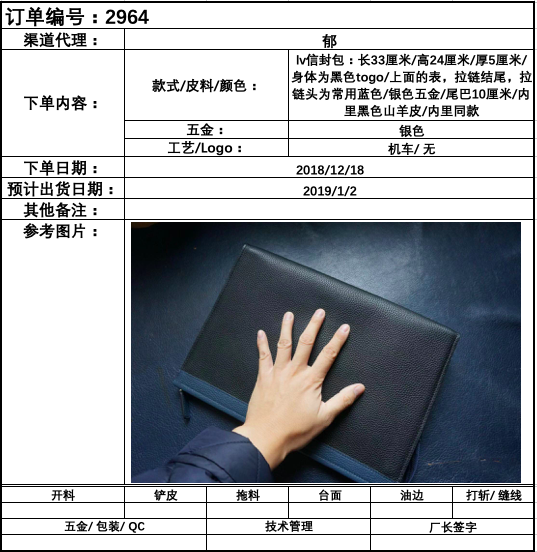 订单编号：2964
渠道代理：
郁
下单内容：
款式/皮料/颜色：
lv信封包：长33厘米/高24厘米/厚5厘米/
身体为黑色togo/上面的表，拉链结尾，拉
链头为常用蓝色/银色五金/尾巴10厘米/内
里黑色山羊皮/内里同款
五金：
银色
工艺/Logo：
机车/ 无
下单日期：
2018/12/18
预计出货日期：
2019/1/2
其他备注：
参考图片：
开料
铲皮
拖料
台面
油边
打斩/ 缝线
五金/ 包装/ QC
技术管理
厂长签字